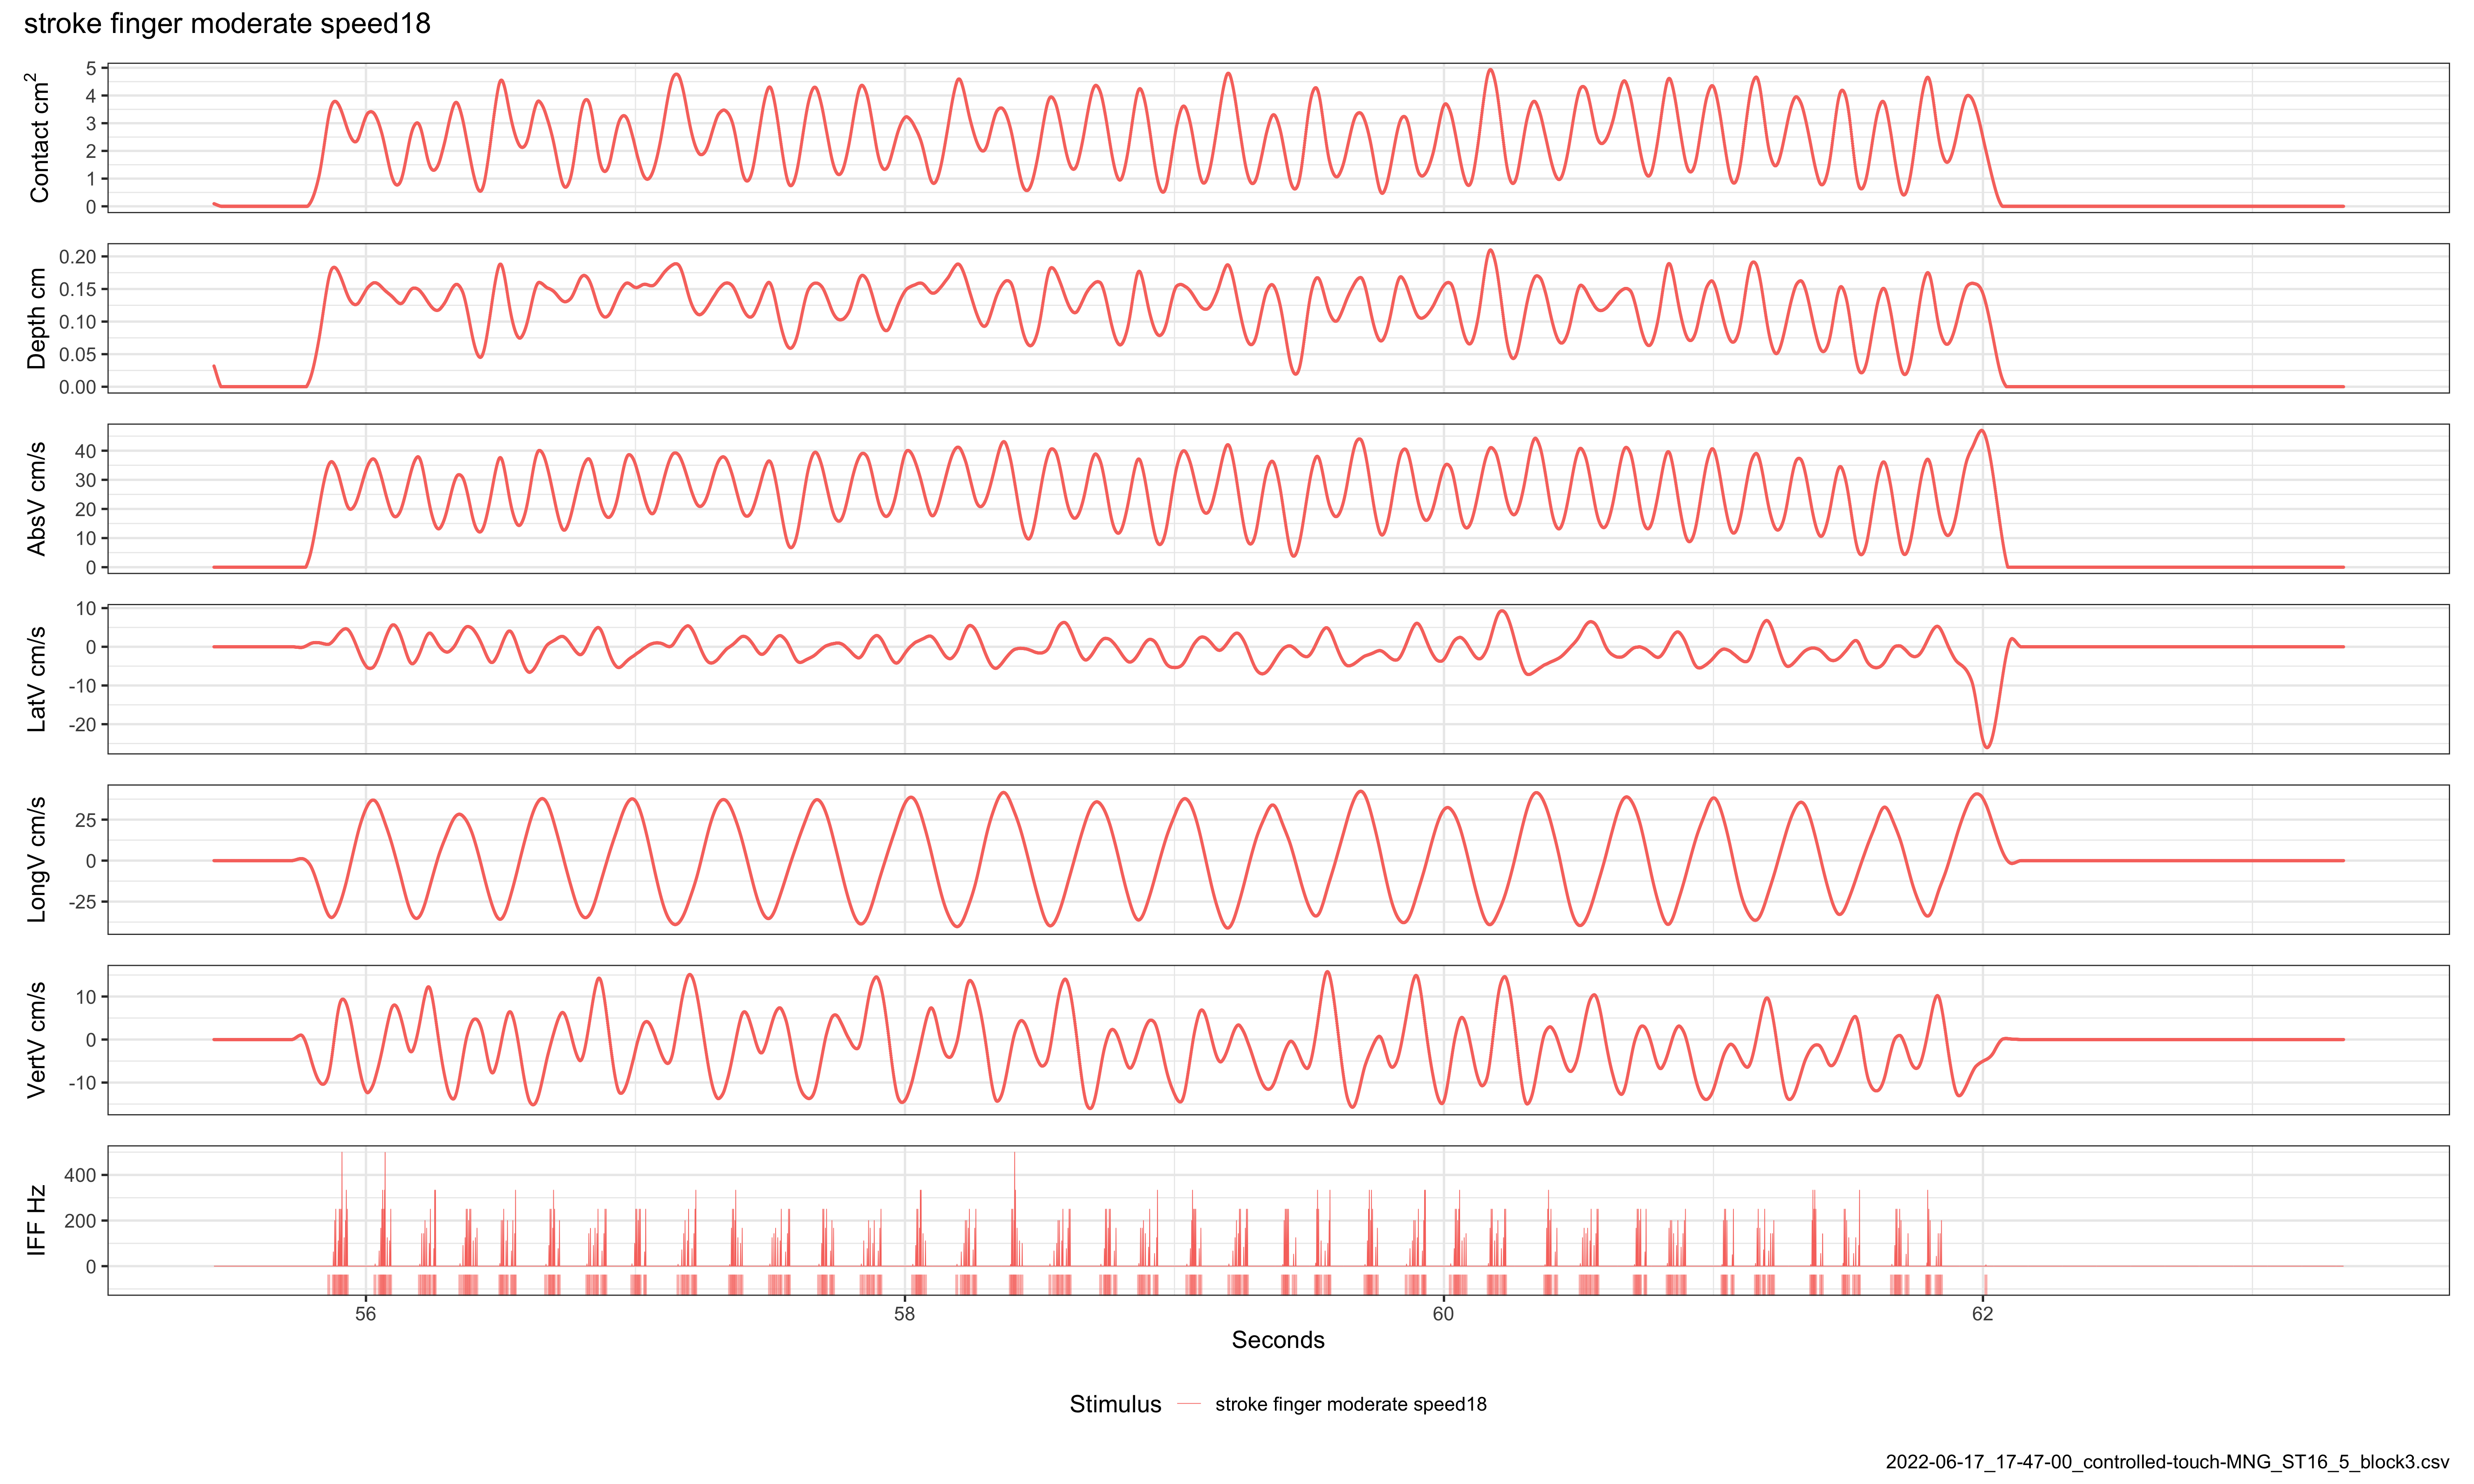 stroke finger moderate speed18
Contact cm²
5
4
3
2
1
0
Depth cm
0.20
0.15
0.10
0.05
0.00
AbsV cm/s
40
30
20
10
0
LatV cm/s
10
0
-10
-20
LongV cm/s
25
0
-25
VertV cm/s
10
0
-10
IFF Hz
400
200
0
56 58 60 62
Seconds
Stimulus stroke finger moderate speed18
2022-06-17_17-47-00_controlled-touch-MNG_ST16_5_block3.csv